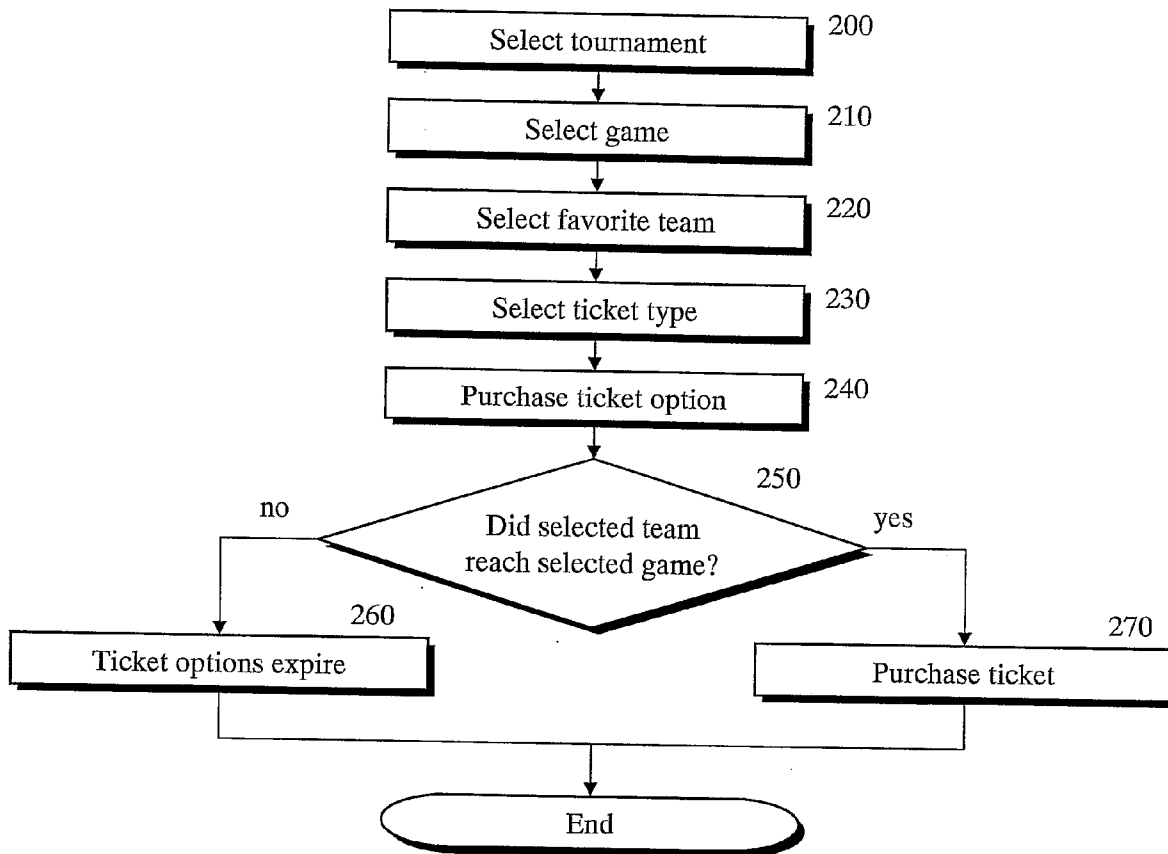 Select tournament
200
Select game
210
Select favorite team
220
Select ticket type
230
Purchase ticket option
240
250
no
Did selected team
reach selected game?
yes
260
Ticket options expire
270
Purchase ticket
End